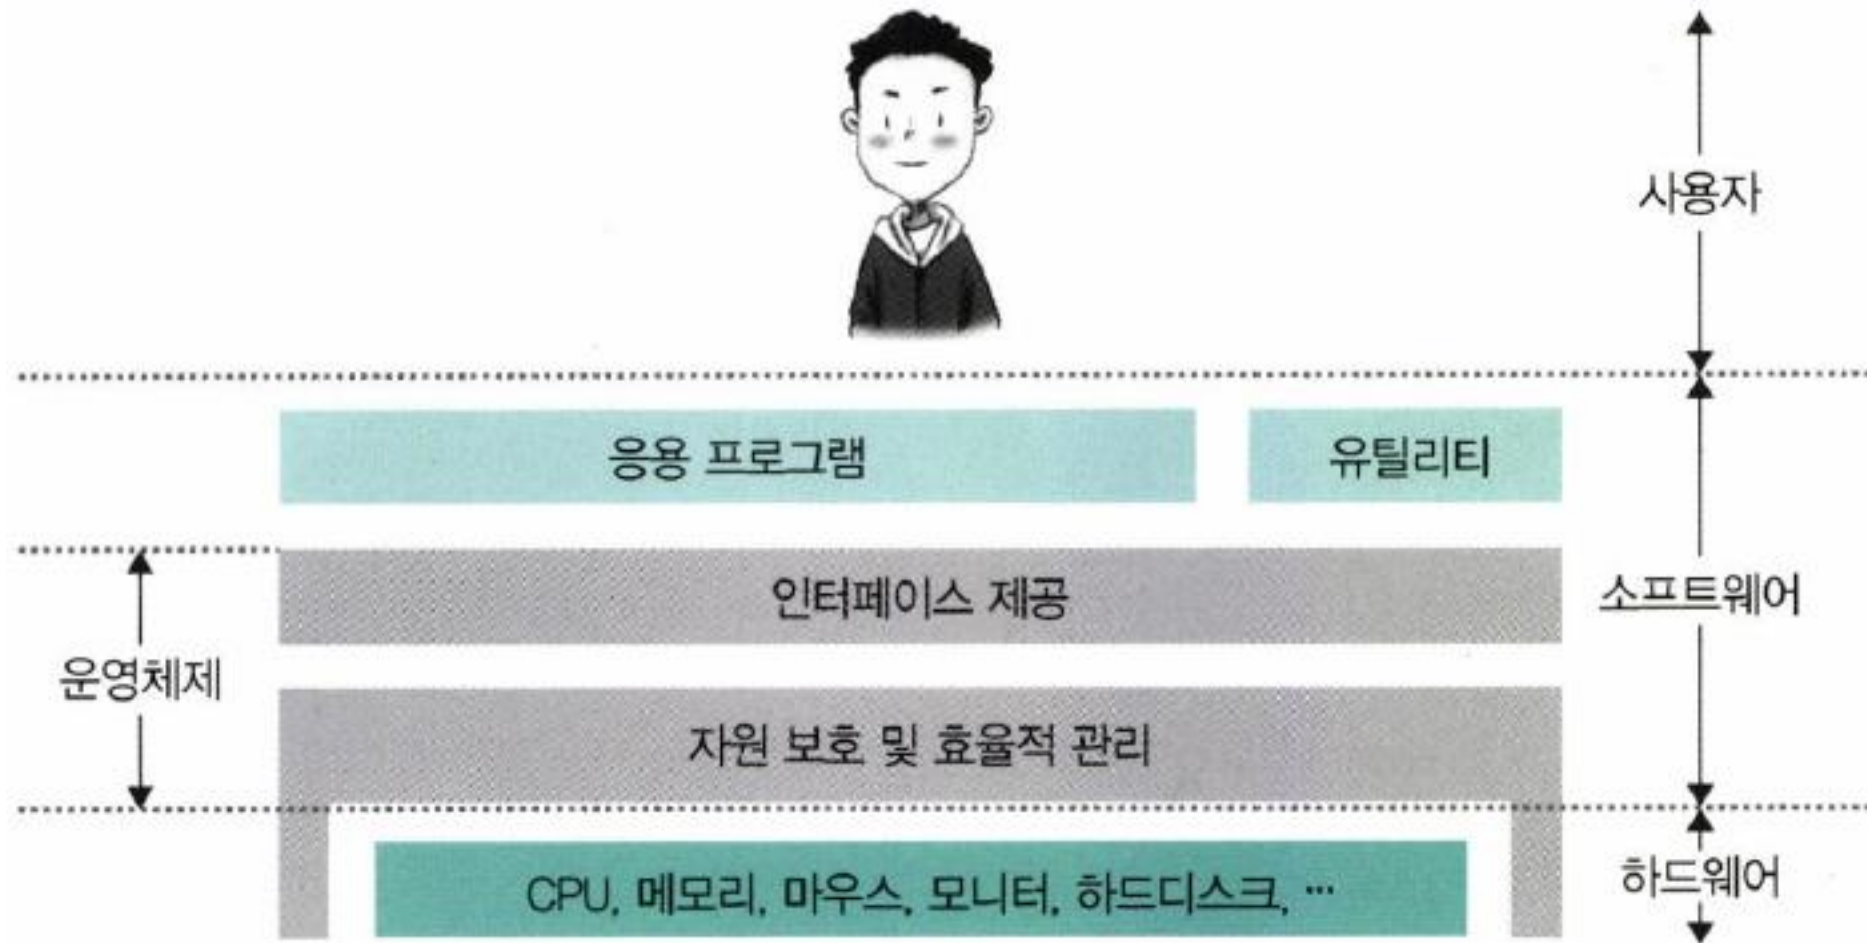 사용자
응용 프로그램
유틸리티
인터페이스 제공
소프트웨어
운영체제
자원 보호 및 효율적 관리
하드웨어
CPU, 메모리, 마우스, 모니터, 하드디스크, ···